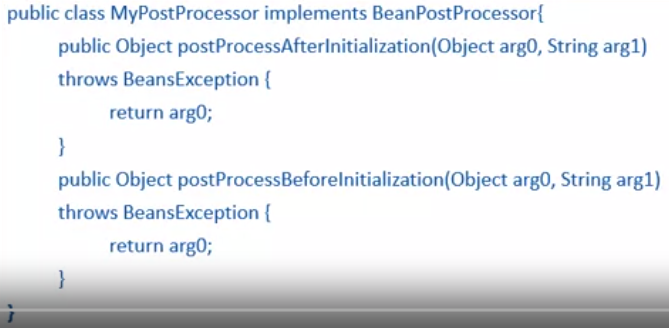 public class MyPostProcessor implements BeanPostProcessor{
public Object postProcessAfterInitialization(Object arg0, String arg1)
throws BeansException {
return arg0;
}
public Object postProcessBeforeInitialization(Object arg0, String arg1)
throws BeansException {
return arg0;
}
}